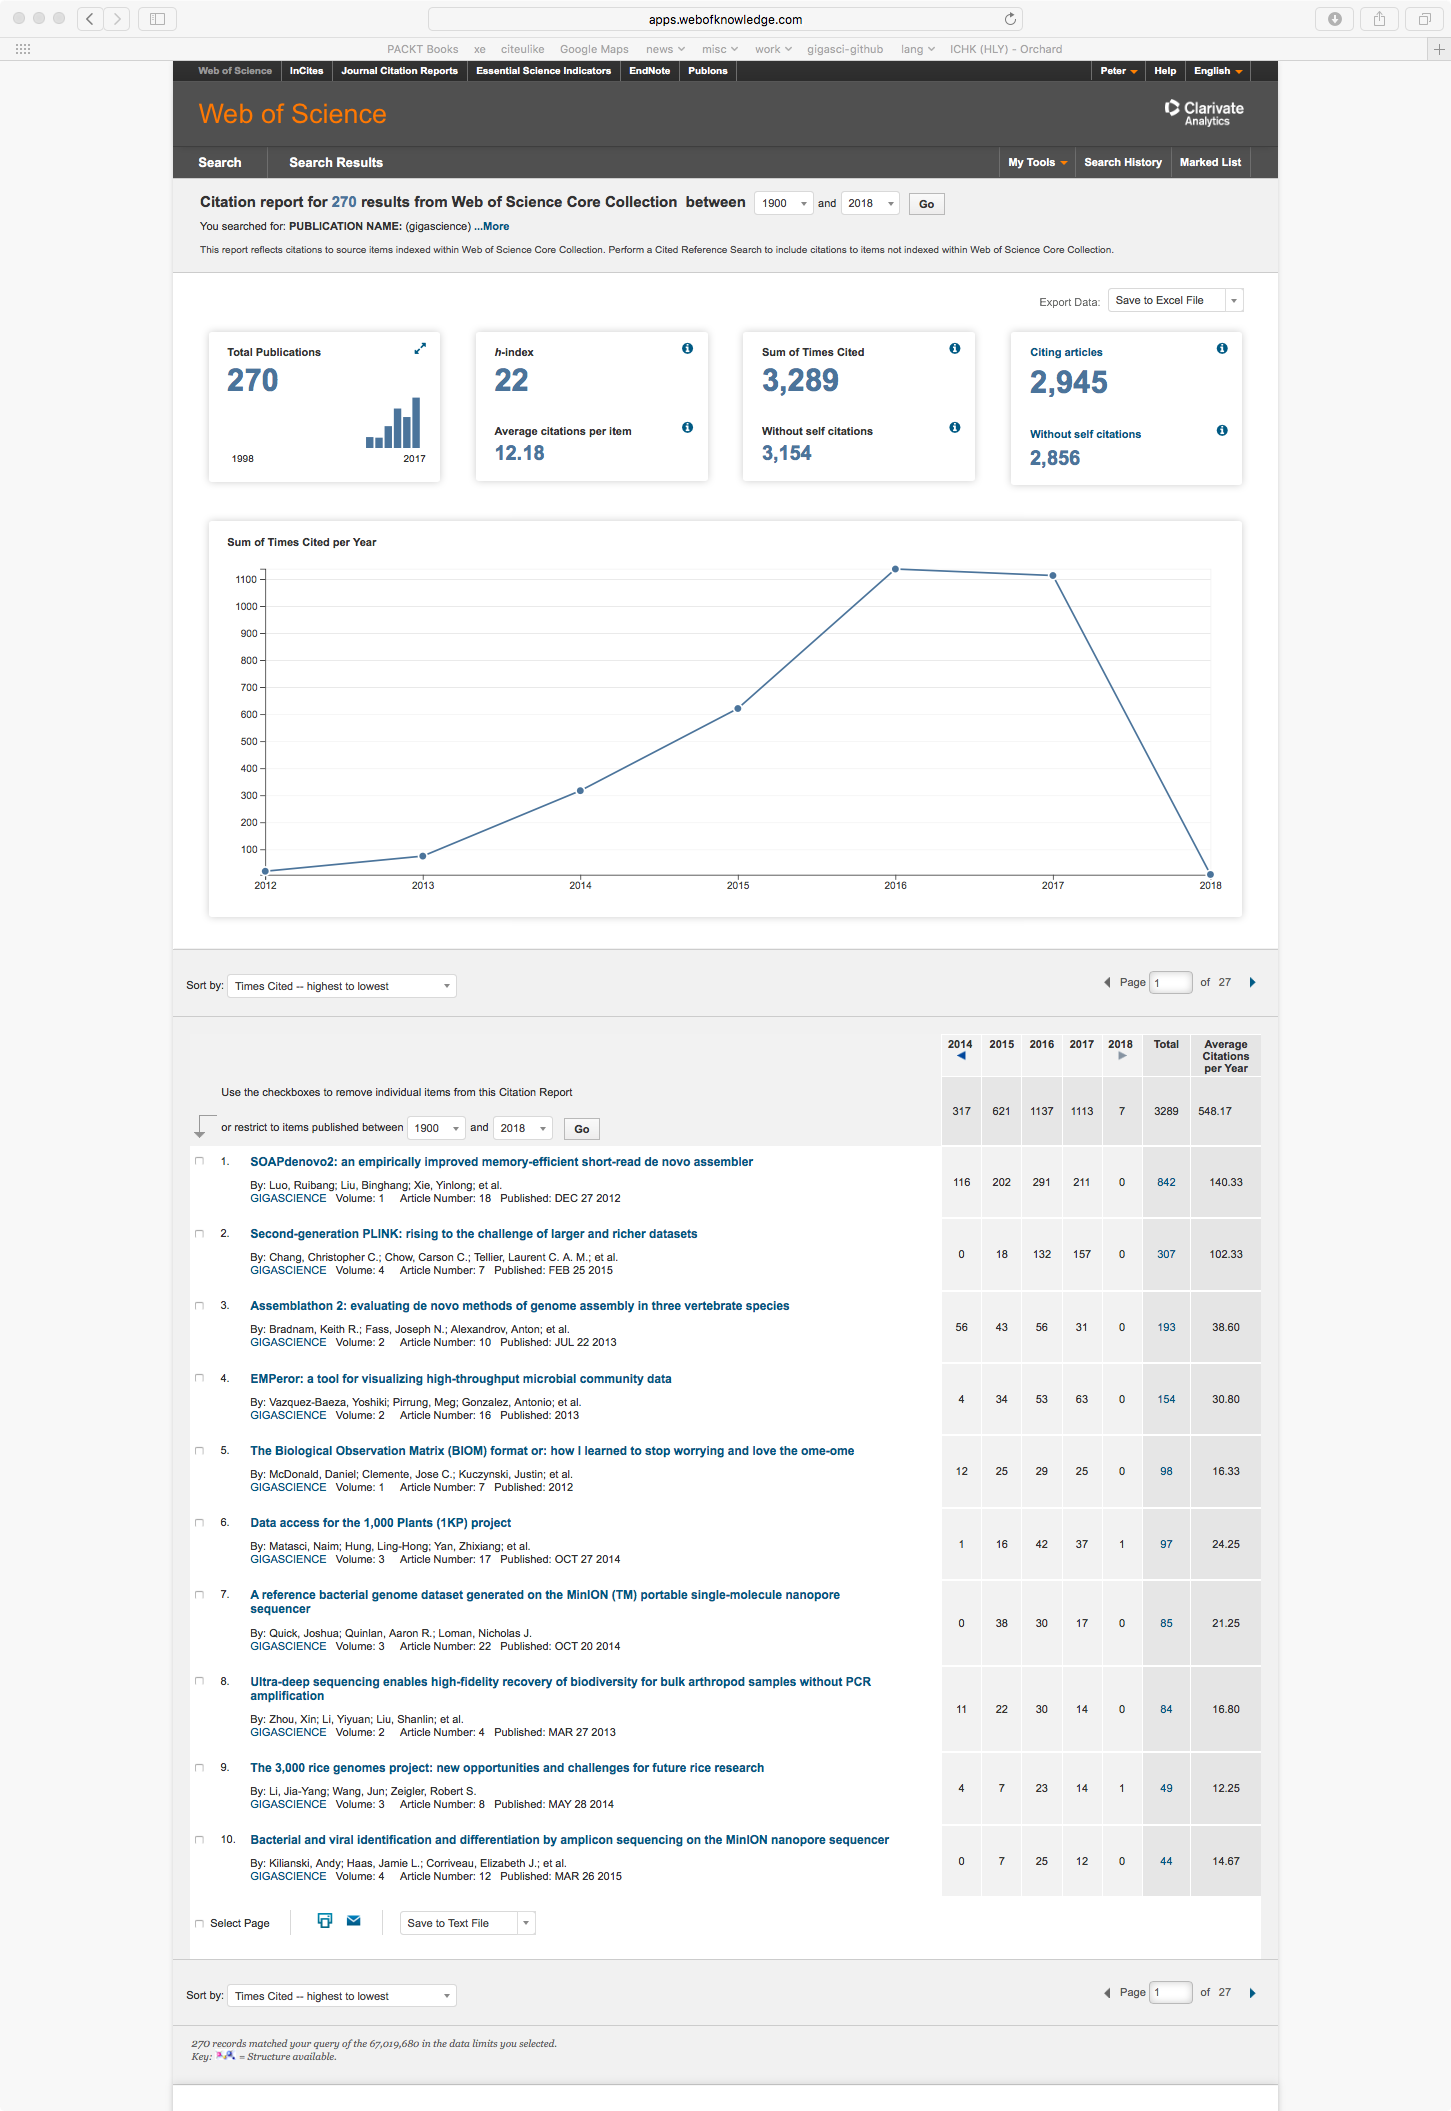 apps.webofknowledge.com
PACKT Books xe citeulike Google Maps news misc work gigasci-github lang ICHK (HLY) - Orchard
Web of Science InCites Journal Citation Reports Essential Science Indicators EndNote Publons Peter Help English
Web of Science
Clarivate
Analytics
Search Search Results My Tools Search History Marked List
Citation report for 270 results from Web of Science Core Collection between 1900 and 2018 Go
You searched for: PUBLICATION NAME: (gigascience) ...More
This report reflects citations to source items indexed within Web of Science Core Collection. Perform a Cited Reference Search to include citations to items not indexed within Web of Science Core Collection.
Export Data: Save to Excel File
Total Publications
270
1998 2017
h-index
22
Average citations per item
12.18
Sum of Times Cited
3,289
Without self citations
3,154
Citing articles
2,945
Without self citations
2,856
Sum of Times Cited per Year
1100
1000
900
800
700
600
500
400
300
200
100
2012 2013 2014 2015 2016 2017 2018
Sort by: Times Cited -- highest to lowest Page 1 of 27
2014 2015 2016 2017 2018 Total Average
Citations
per Year
Use the checkboxes to remove individual items from this Citation Report
or restrict to items published between 1900 and 2018 Go
317 621 1137 1113 7 3289 548.17
1. SOAPdenovo2: an empirically improved memory-efficient short-read de novo assembler
By: Luo, Ruibang; Liu, Binghang; Xie, Yinlong; et al.
GIGASCIENCE Volume: 1 Article Number: 18 Published: DEC 27 2012
116 202 291 211 0 842 140.33
2. Second-generation PLINK: rising to the challenge of larger and richer datasets
By: Chang, Christopher C.; Chow, Carson C.; Tellier, Laurent C. A. M.; et al.
GIGASCIENCE Volume: 4 Article Number: 7 Published: FEB 25 2015
0 18 132 157 0 307 102.33
3. Assemblathon 2: evaluating de novo methods of genome assembly in three vertebrate species
By: Bradnam, Keith R.; Fass, Joseph N.; Alexandrov, Anton; et al.
GIGASCIENCE Volume: 2 Article Number: 10 Published: JUL 22 2013
56 43 56 31 0 193 38.60
4. EMPeror: a tool for visualizing high-throughput microbial community data
By: Vazquez-Baeza, Yoshiki; Pirrung, Meg; Gonzalez, Antonio; et al.
GIGASCIENCE Volume: 2 Article Number: 16 Published: 2013
4 34 53 63 0 154 30.80
5. The Biological Observation Matrix (BIOM) format or: how I learned to stop worrying and love the ome-ome
By: McDonald, Daniel; Clemente, Jose C.; Kuczynski, Justin; et al.
GIGASCIENCE Volume: 1 Article Number: 7 Published: 2012
12 25 29 25 0 98 16.33
6. Data access for the 1,000 Plants (1KP) project
By: Matasci, Naim; Hung, Ling-Hong; Yan, Zhixiang; et al.
GIGASCIENCE Volume: 3 Article Number: 17 Published: OCT 27 2014
1 16 42 37 1 97 24.25
7. A reference bacterial genome dataset generated on the MinION (TM) portable single-molecule nanopore
sequencer
By: Quick, Joshua; Quinlan, Aaron R.; Loman, Nicholas J.
GIGASCIENCE Volume: 3 Article Number: 22 Published: OCT 20 2014
0 38 30 17 0 85 21.25
8. Ultra-deep sequencing enables high-fidelity recovery of biodiversity for bulk arthropod samples without PCR
amplification
By: Zhou, Xin; Li, Yiyuan; Liu, Shanlin; et al.
GIGASCIENCE Volume: 2 Article Number: 4 Published: MAR 27 2013
11 22 30 14 0 84 16.80
9. The 3,000 rice genomes project: new opportunities and challenges for future rice research
By: Li, Jia-Yang; Wang, Jun; Zeigler, Robert S.
GIGASCIENCE Volume: 3 Article Number: 8 Published: MAY 28 2014
4 7 23 14 1 49 12.25
10. Bacterial and viral identification and differentiation by amplicon sequencing on the MinION nanopore sequencer
By: Kilianski, Andy; Haas, Jamie L.; Corriveau, Elizabeth J.; et al.
GIGASCIENCE Volume: 4 Article Number: 12 Published: MAR 26 2015
0 7 25 12 0 44 14.67
Select Page Save to Text File
Sort by: Times Cited -- highest to lowest Page 1 of 27
270 records matched your query of the 67,019,680 in the data limits you selected.
Key: = Structure available.